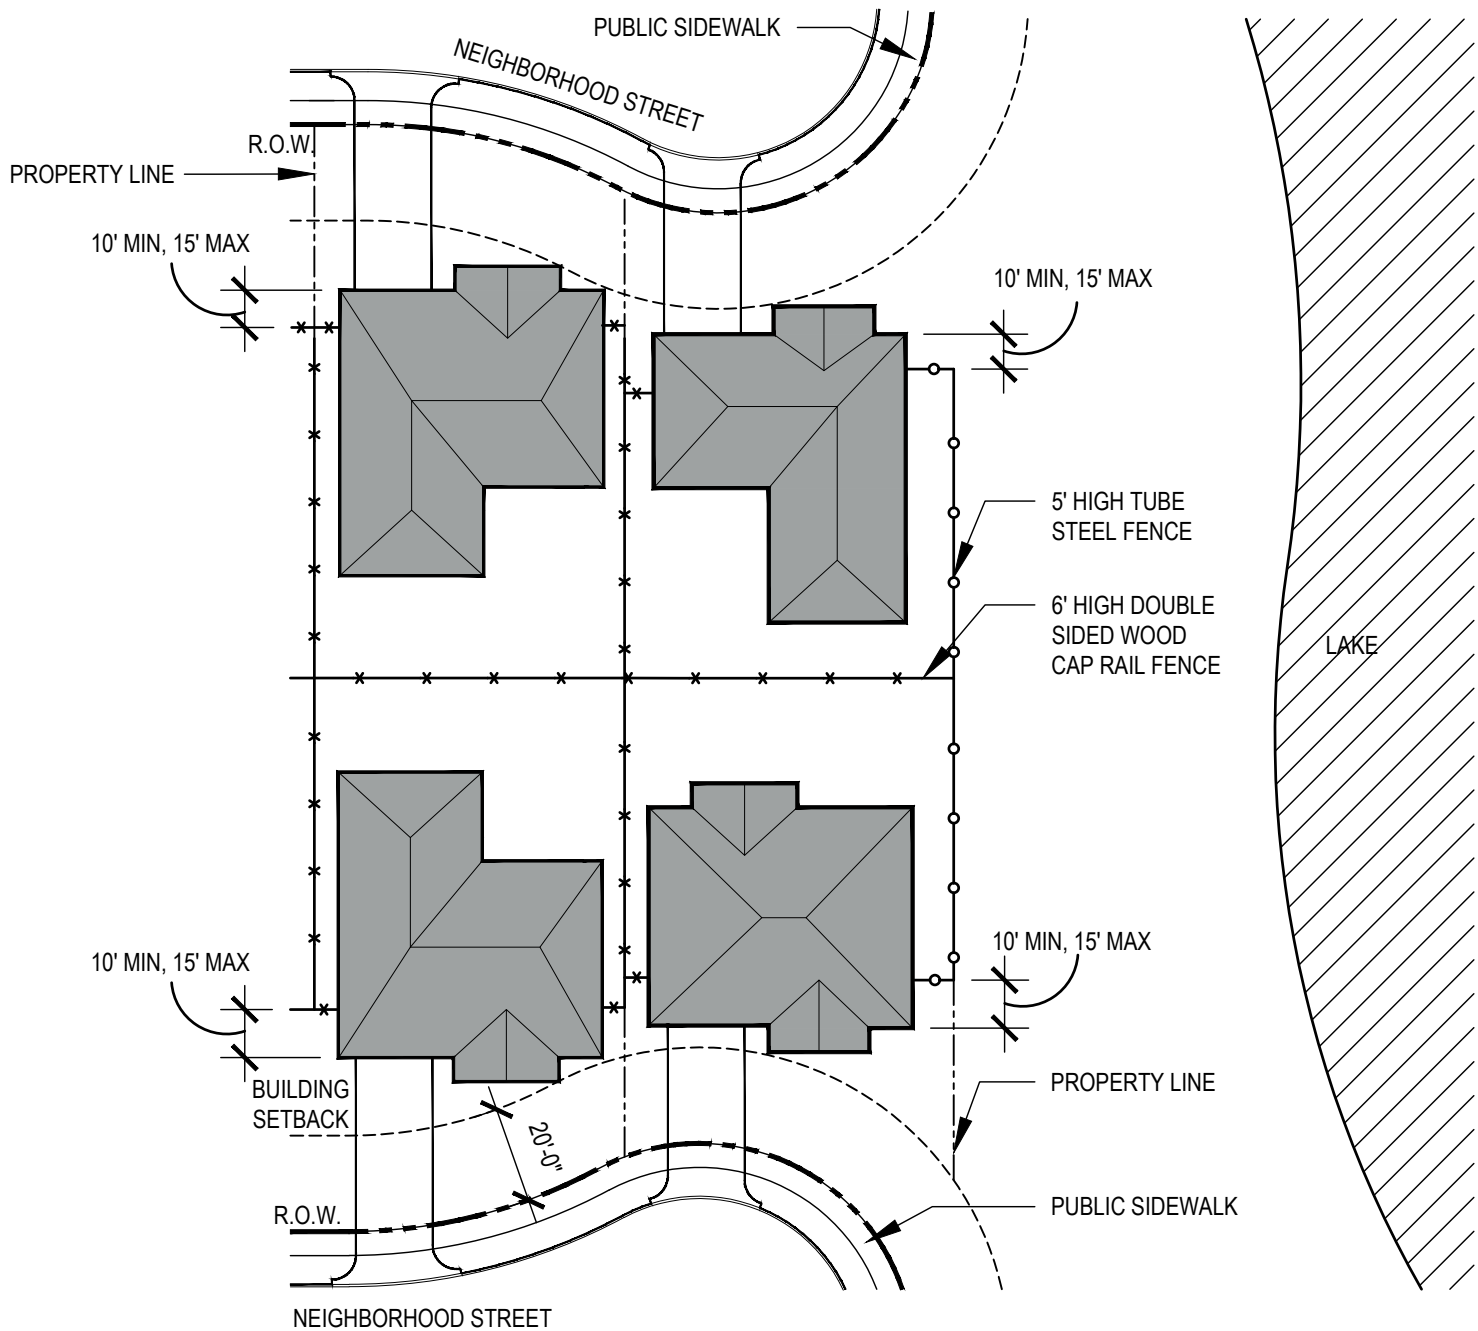 PUBLIC SIDEWALK
NEIGHBORHOOD STREET
R.O.W.
PROPERTY LINE
10' MIN, 15' MAX
10' MIN, 15' MAX
5' HIGH TUBE
STEEL FENCE
6' HIGH DOUBLE
SIDED WOOD
CAP RAIL FENCE
LAKE
10' MIN, 15' MAX
10' MIN, 15' MAX
BUILDING
SETBACK
20'-0"
PROPERTY LINE
R.O.W.
PUBLIC SIDEWALK
NEIGHBORHOOD STREET